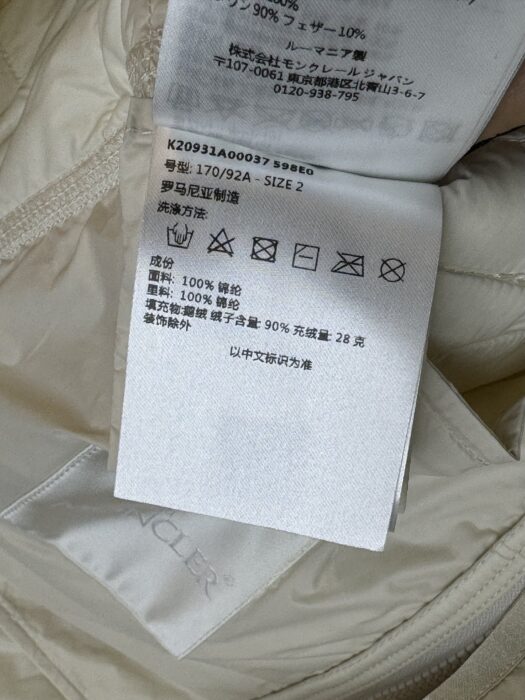 100%
ウン90% フェザー10%
ルーマニア製
株式会社モンクレール ジャパン
〒107-0061 東京都区北青山3-6-7
0120-938-795
K20931A00037 598E0
号型: 170/92A - SIZE 2
罗马尼亚制造
洗涤方法:
成份
面料: 100% 锦纶
里料: 100% 锦纶
填充物:鹅绒 绒子含量: 90% 充绒量: 28 克
装饰除外
以中文标识为准
NCLER